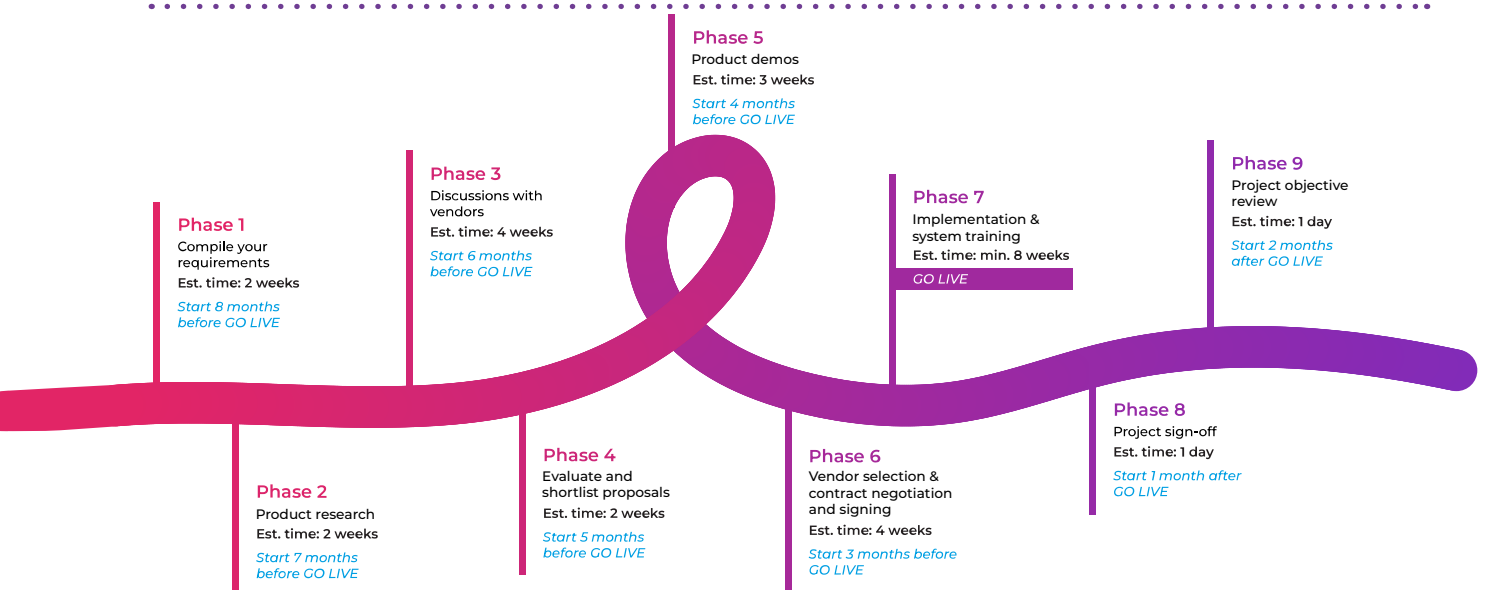 Phase 1
Compile your
requirements
Est. time: 2 weeks
Start 8 months
before GO LIVE
Phase 2
Product research
Est. time: 2 weeks
Start 7 months
before GO LIVE
Phase 3
Discussions with
vendors
Est. time: 4 weeks
Start 6 months
before GO LIVE
Phase 4
Evaluate and
shortlist proposals
Est. time: 2 weeks
Start 5 months
before GO LIVE
Phase 5
Product demos
Est. time: 3 weeks
Start 4 months
before GO LIVE
Phase 6
Vendor selection &
contract negotiation
and signing
Est. time: 4 weeks
Start 3 months before
GO LIVE
Phase 7
Implementation &
system training
Est. time: min. 8 weeks
GO LIVE
Phase 8
Project sign-off
Est. time: 1 day
Start 1 month after
GO LIVE
Phase 9
Project objective
review
Est. time: 1 day
Start 2 months
after GO LIVE